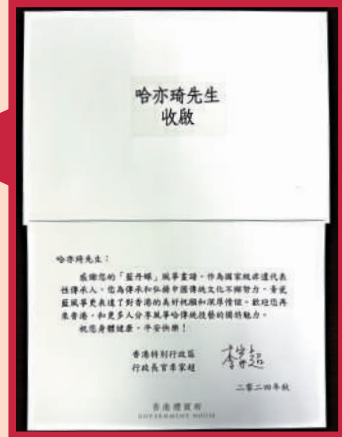 哈亦琦先生
收啟
哈亦琦先生：
感謝您的「藍丹蝶」風箏畫譜。作為國家級非遺代表
性傳承人，您為傳承和弘揚中國傳統文化不懈努力，青瓷
藍風箏更表達了對香港的美好祝願和深厚情誼。歡迎您再
來香港，和更多人分享風箏哈傳統技藝的獨特魅力。
祝您身體健康，平安快樂！
香港特別行政區
行政長官李家超
李家超
二零二四年秋
香港禮賓府
GOVERNMENT HOUSE